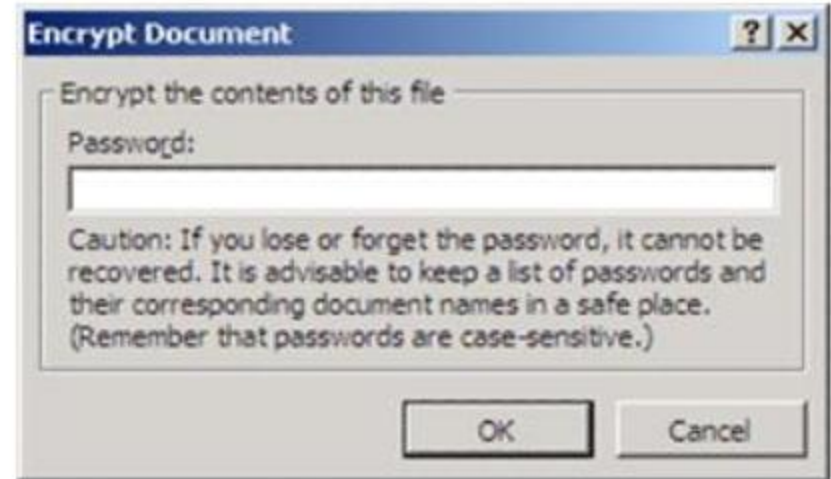 Encrypt Document
Encrypt the contents of this file
Password:
Caution: If you lose or forget the password, it cannot be
recovered. It is advisable to keep a list of passwords and
their corresponding document names in a safe place.
(Remember that passwords are case-sensitive.)
OK Cancel